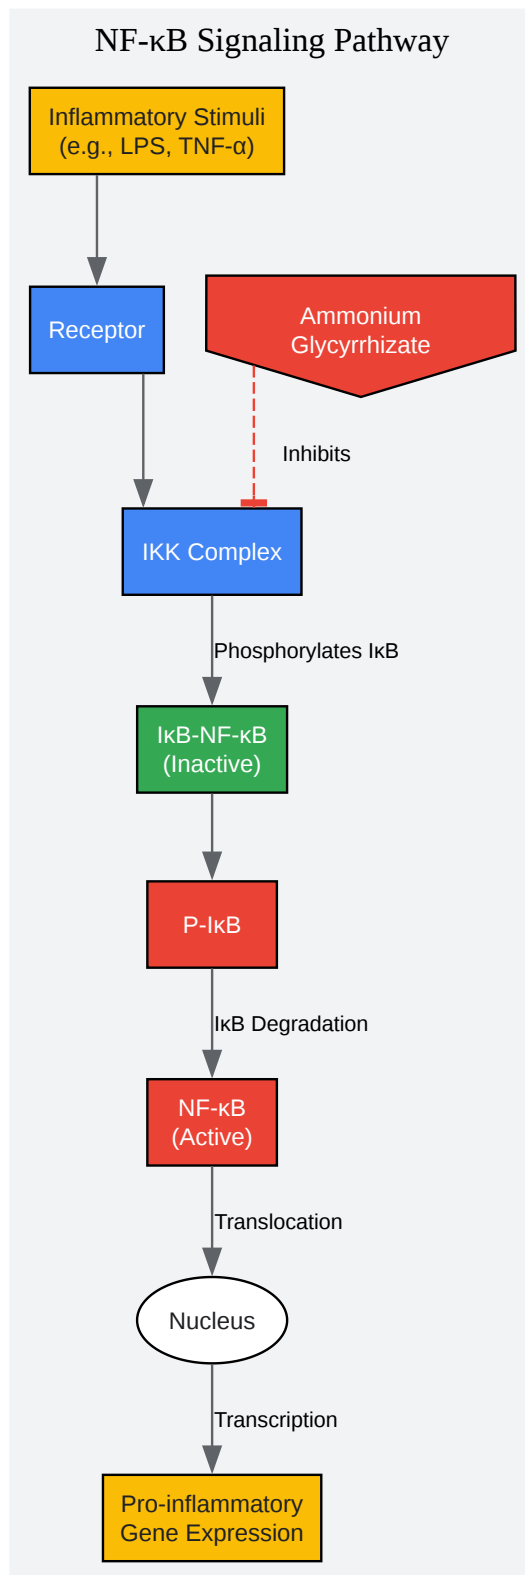 NF-κB Signaling Pathway
Inflammatory Stimuli
(e.g., LPS, TNF-α)
Receptor
Ammonium
Glycyrrhizate
Inhibits
IKK Complex
Phosphorylates IκB
IκB-NF-κB
(Inactive)
P-IκB
IκB Degradation
NF-κB
(Active)
Translocation
Nucleus
Transcription
Pro-inflammatory
Gene Expression